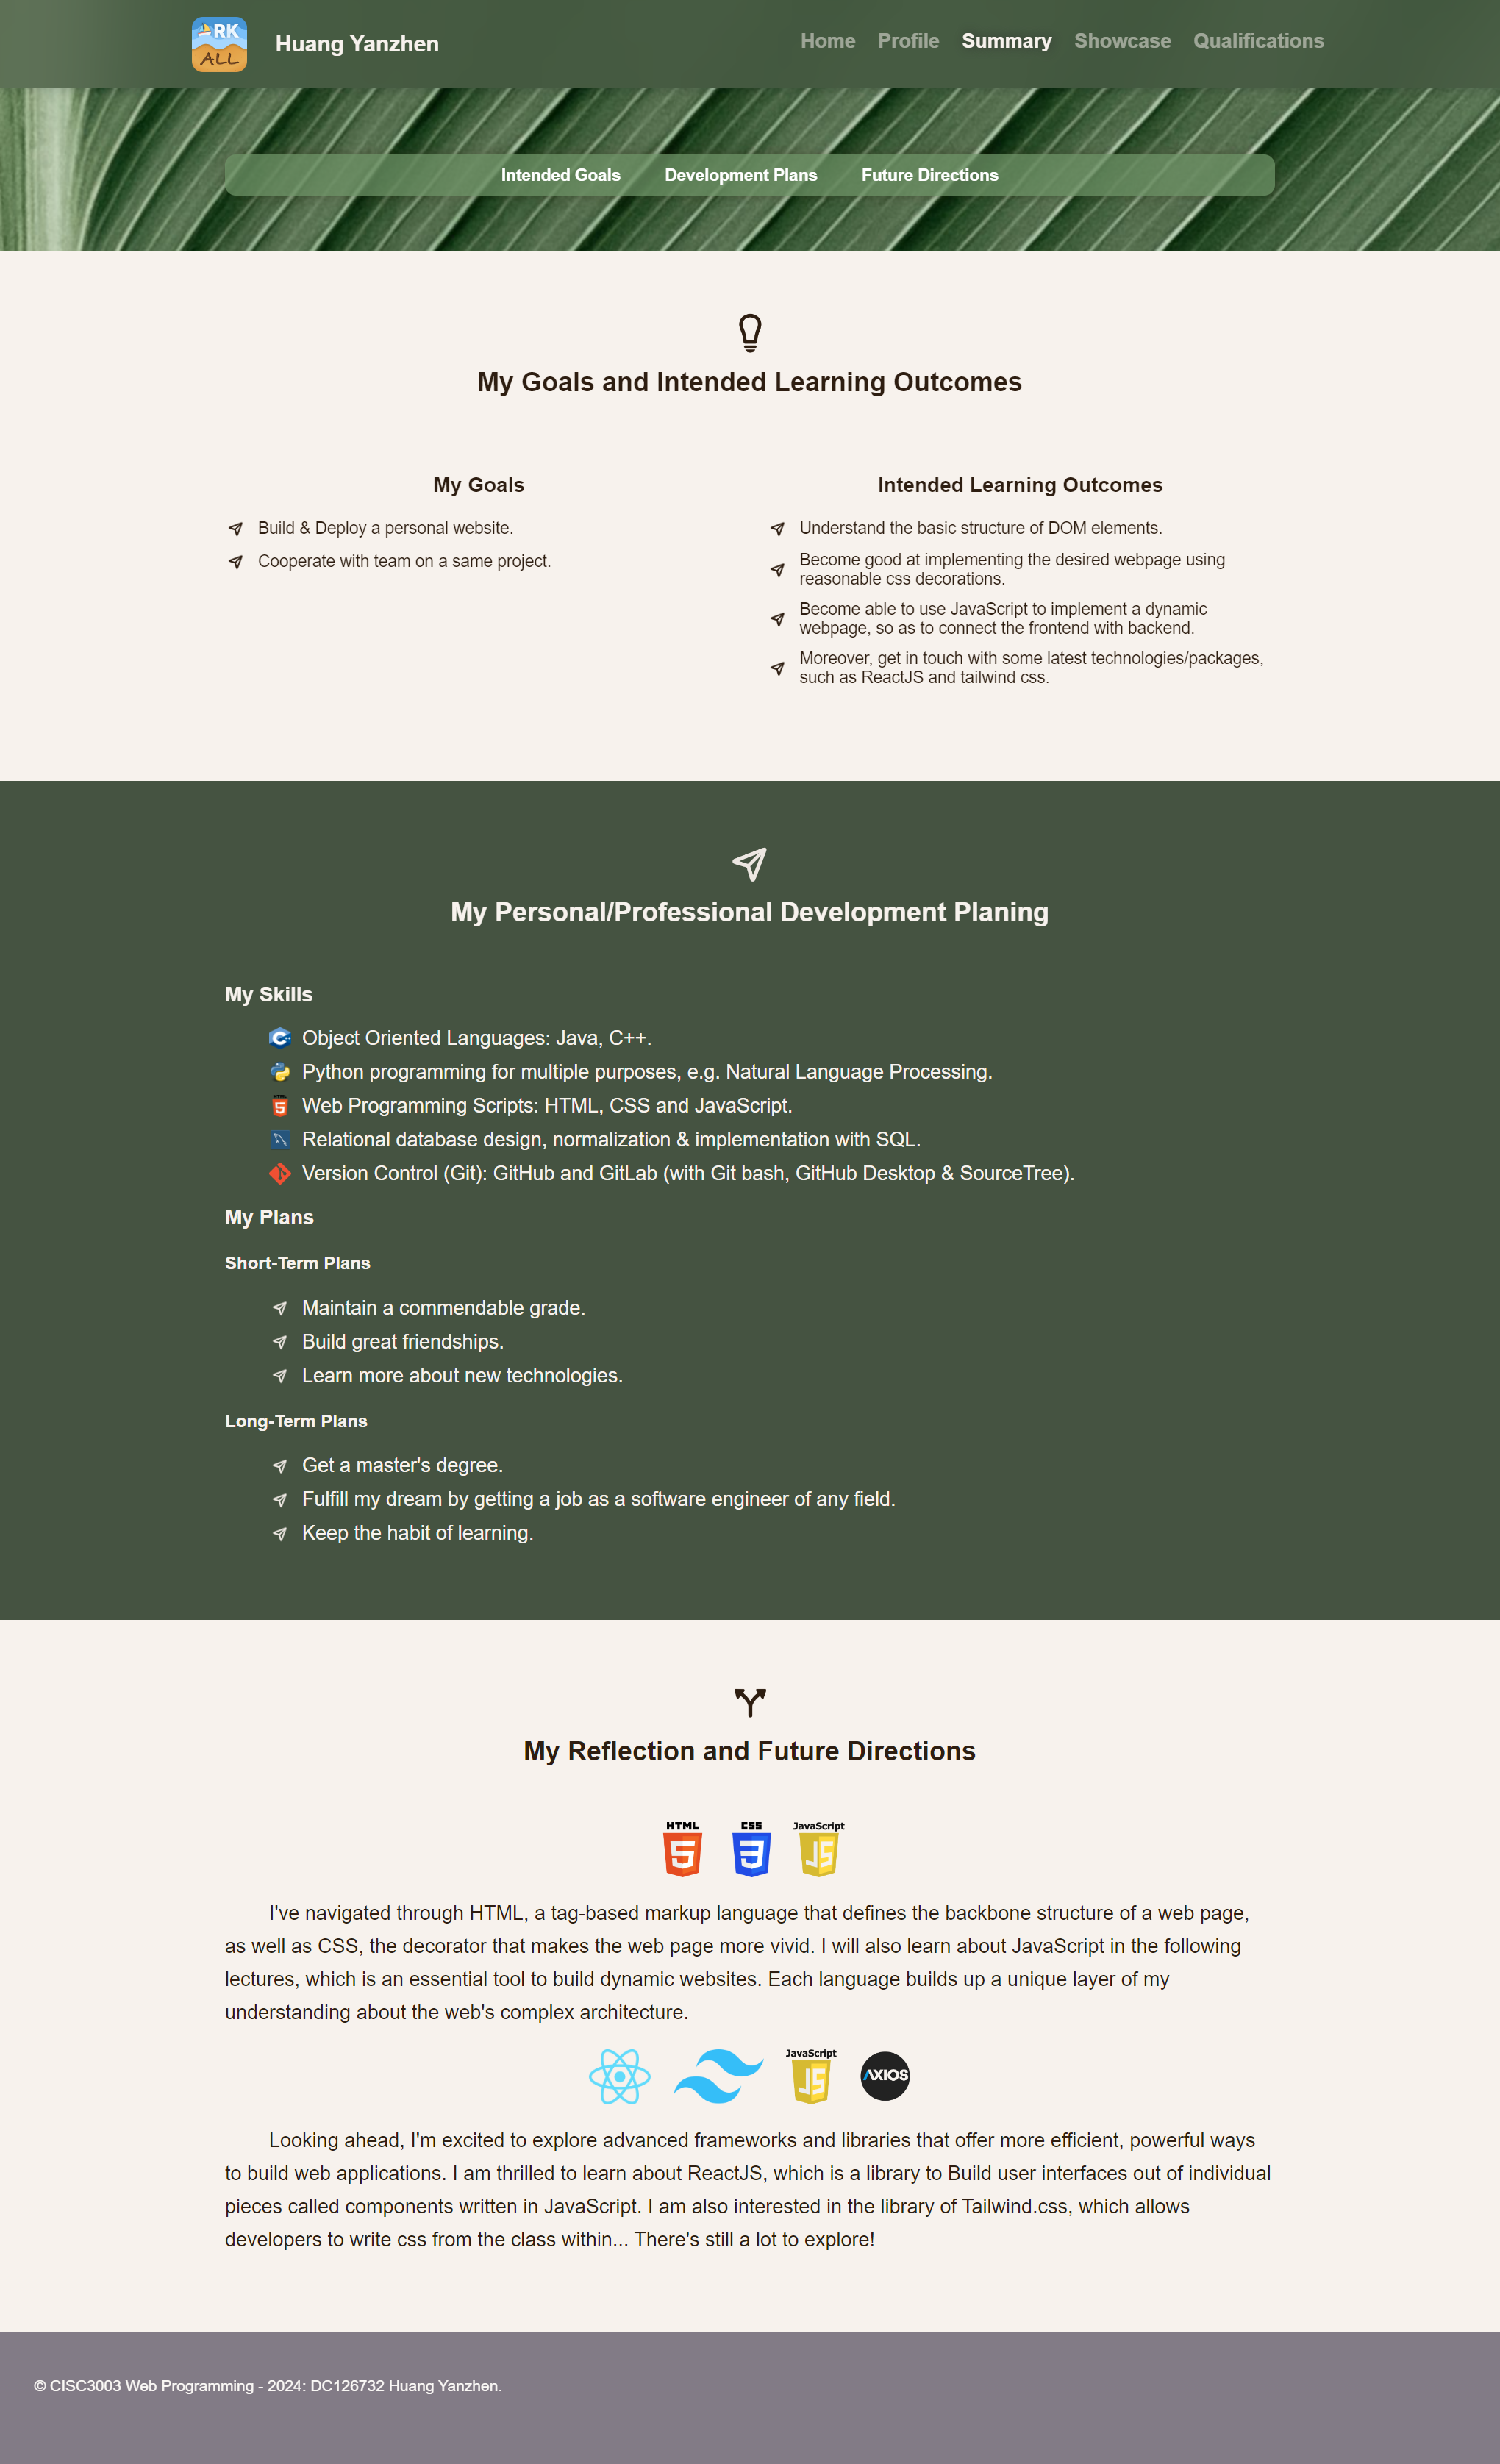 RK
ALL
Huang Yanzhen
Home Profile Summary Showcase Qualifications
Intended Goals Development Plans Future Directions
My Goals and Intended Learning Outcomes
My Goals
Build & Deploy a personal website.
Cooperate with team on a same project.
Intended Learning Outcomes
Understand the basic structure of DOM elements.
Become good at implementing the desired webpage using
reasonable css decorations.
Become able to use JavaScript to implement a dynamic
webpage, so as to connect the frontend with backend.
Moreover, get in touch with some latest technologies/packages,
such as ReactJS and tailwind css.
My Personal/Professional Development Planing
My Skills
Object Oriented Languages: Java, C++.
Python programming for multiple purposes, e.g. Natural Language Processing.
Web Programming Scripts: HTML, CSS and JavaScript.
Relational database design, normalization & implementation with SQL.
Version Control (Git): GitHub and GitLab (with Git bash, GitHub Desktop & SourceTree).
My Plans
Short-Term Plans
Maintain a commendable grade.
Build great friendships.
Learn more about new technologies.
Long-Term Plans
Get a master's degree.
Fulfill my dream by getting a job as a software engineer of any field.
Keep the habit of learning.
My Reflection and Future Directions
HTML CSS JavaScript
5 3 JS
I've navigated through HTML, a tag-based markup language that defines the backbone structure of a web page,
as well as CSS, the decorator that makes the web page more vivid. I will also learn about JavaScript in the following
lectures, which is an essential tool to build dynamic websites. Each language builds up a unique layer of my
understanding about the web's complex architecture.
JavaScript
JS AXIOS
Looking ahead, I'm excited to explore advanced frameworks and libraries that offer more efficient, powerful ways
to build web applications. I am thrilled to learn about ReactJS, which is a library to Build user interfaces out of individual
pieces called components written in JavaScript. I am also interested in the library of Tailwind.css, which allows
developers to write css from the class within... There's still a lot to explore!
© CISC3003 Web Programming - 2024: DC126732 Huang Yanzhen.